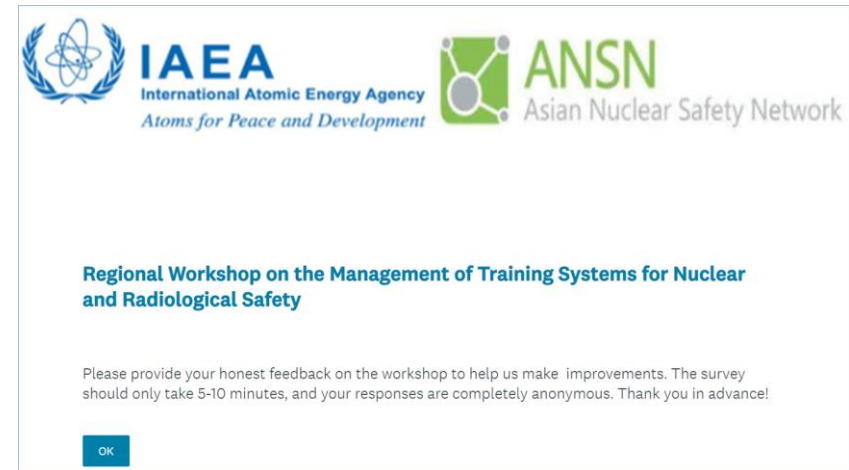 IAEA
International Atomic Energy Agency
Atoms for Peace and Development
ANSN
Asian Nuclear Safety Network
Regional Workshop on the Management of Training Systems for Nuclear
and Radiological Safety
Please provide your honest feedback on the workshop to help us make  improvements. The survey
should only take 5-10 minutes, and your responses are completely anonymous. Thank you in advance!
OK